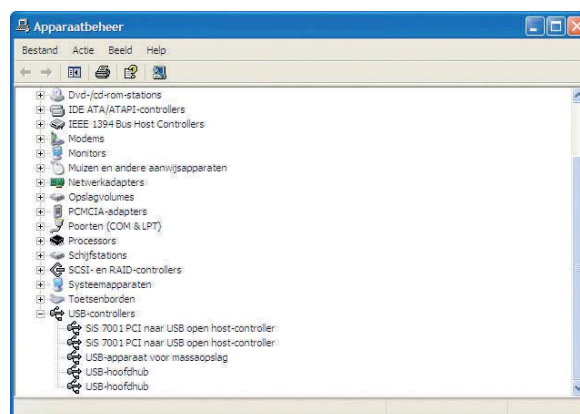 Apparaatbeheer
Bestand Actie Beeld Help
Dvd-/cd-rom-stations
IDE ATA/ATAPI-controllers
IEEE 1394 Bus Host Controllers
Modems
Monitors
Muizen en andere aanwijsapparaten
Netwerkadapters
Opslagvolumes
PCMCIA-adapters
Poorten (COM & LPT)
Processors
Schijfstations
SCSI- en RAID-controllers
Systeemapparaten
Toetsenborden
USB-controllers
SiS 7001 PCI naar USB open host-controller
SiS 7001 PCI naar USB open host-controller
USB-apparaat voor massaopslag
USB-hoofdhub
USB-hoofdhub